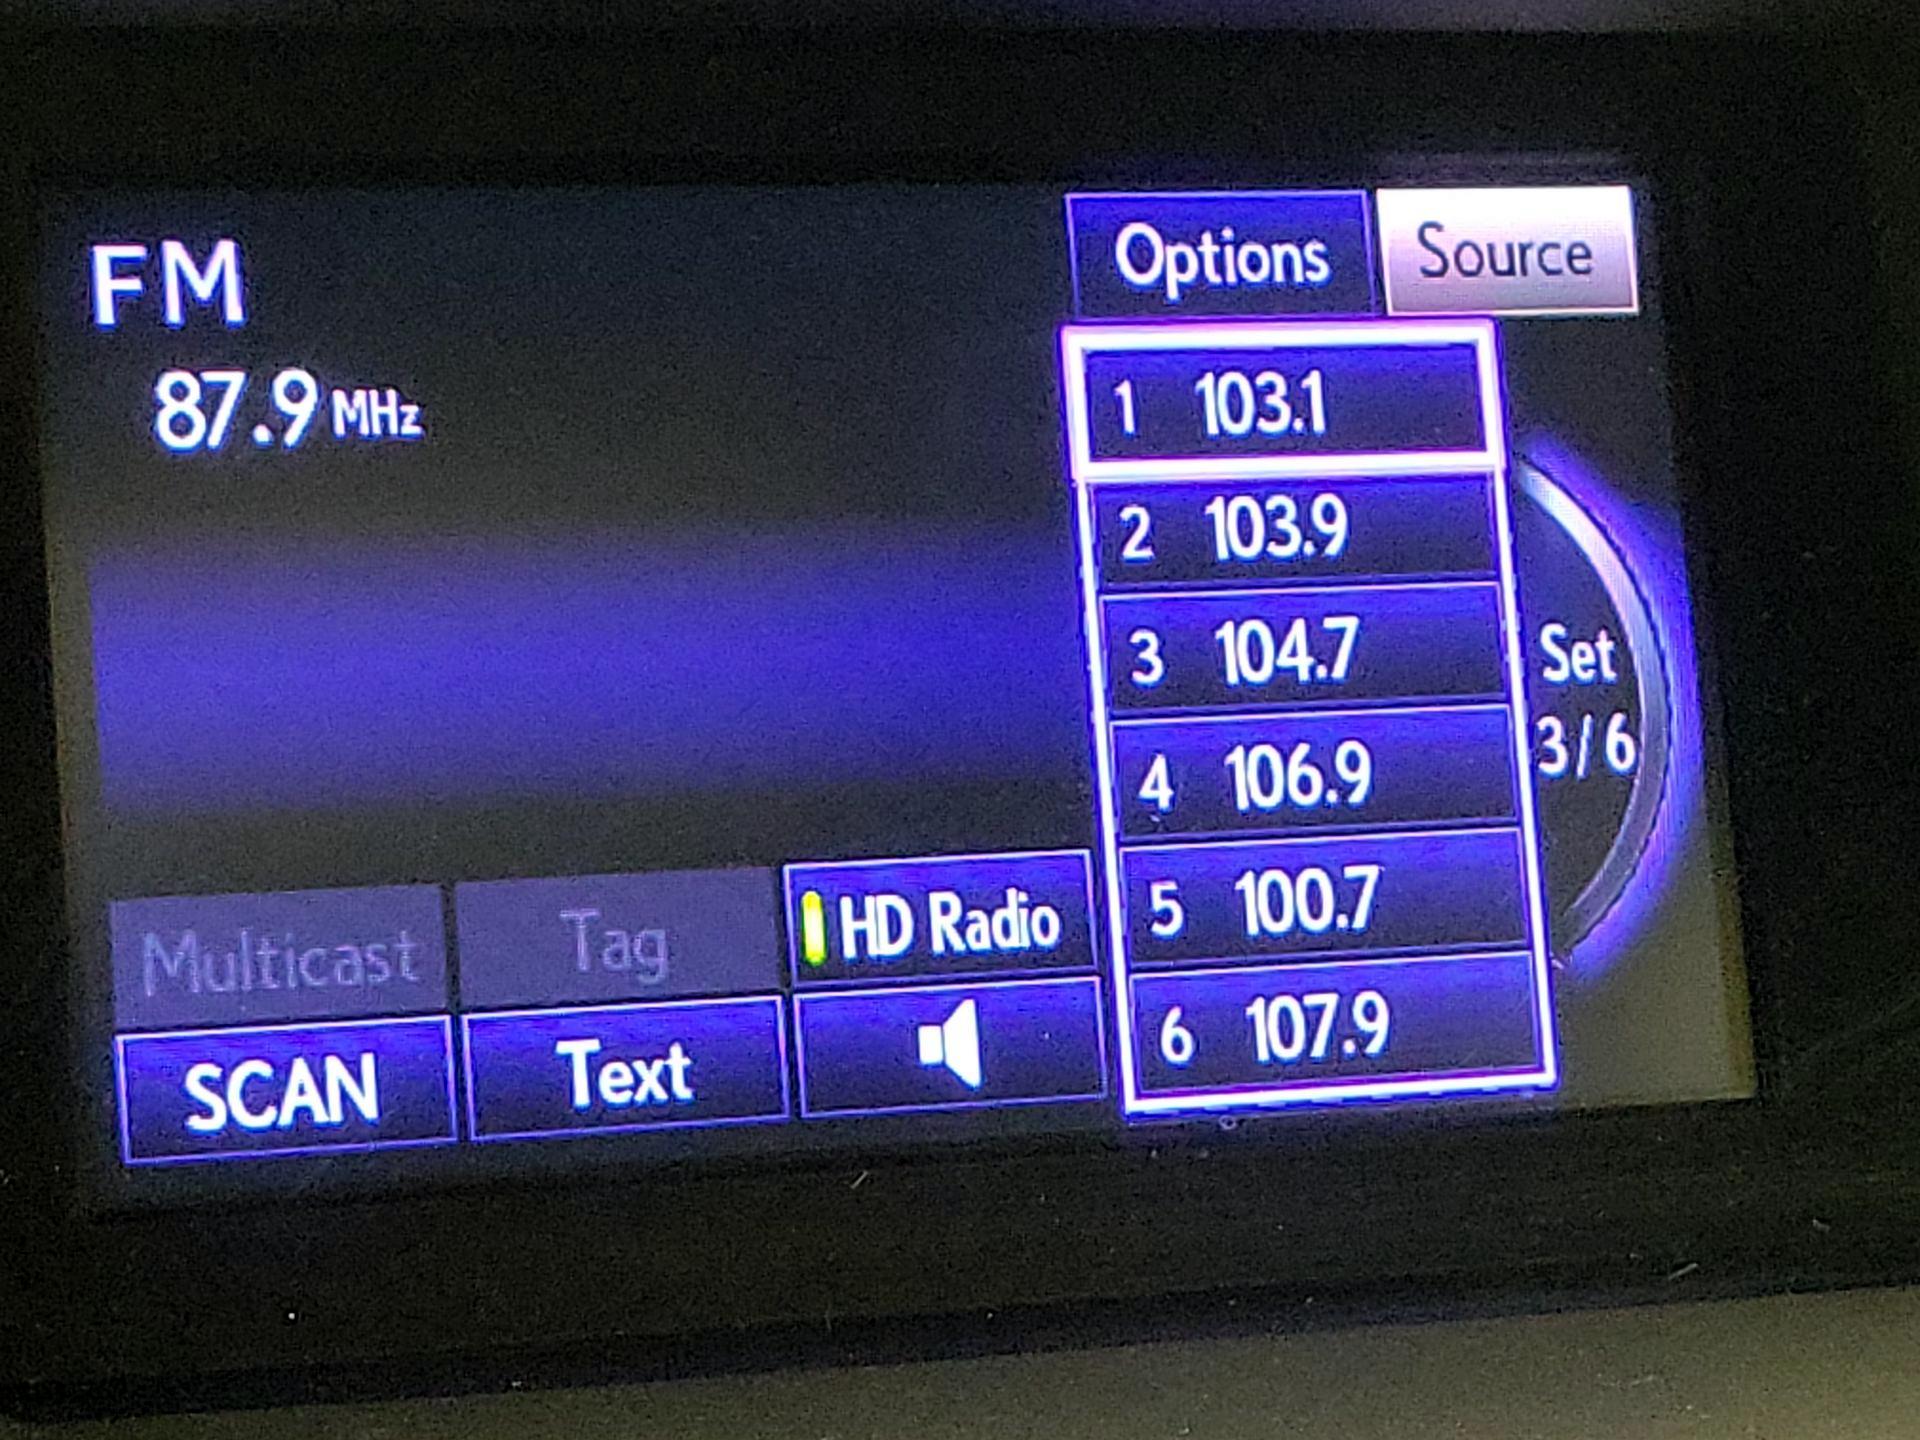 FM
87.9 MHz
Options
Source
1 103.1
2 103.9
3 104.7
4 106.9
5 100.7
6 107.9
Set
3/6
Multicast
Tag
HD Radio
SCAN
Text